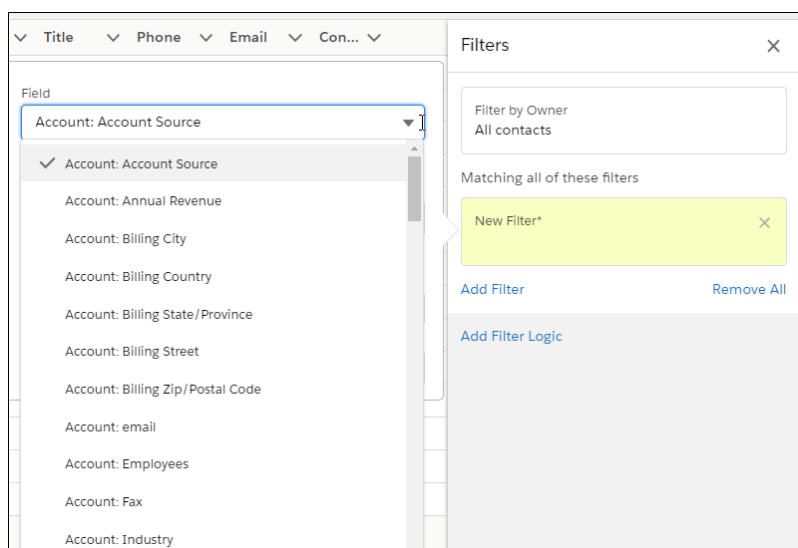 Title Phone Email Con...
Field
Account: Account Source
Account: Account Source
Account: Annual Revenue
Account: Billing City
Account: Billing Country
Account: Billing State/Province
Account: Billing Street
Account: Billing Zip/Postal Code
Account: email
Account: Employees
Account: Fax
Account: Industry
Filters
Filter by Owner
All contacts
Matching all of these filters
New Filter*
Add Filter Remove All
Add Filter Logic